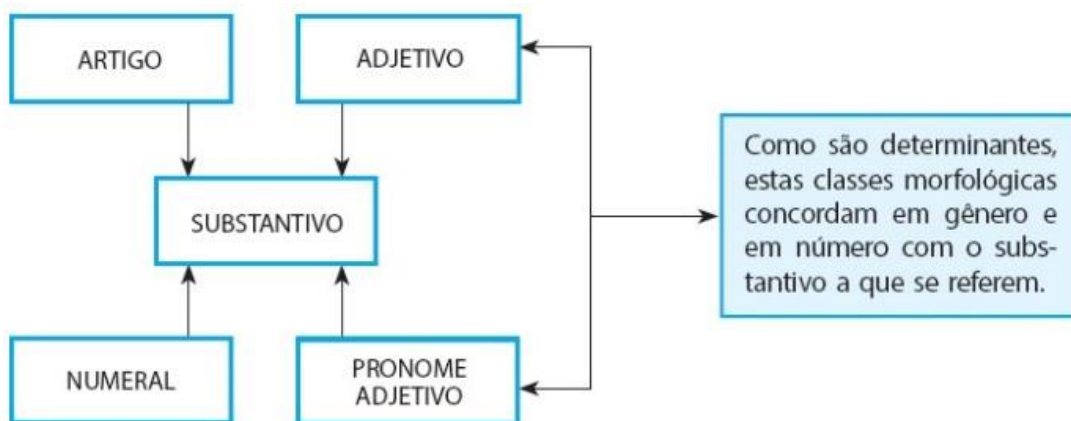 ARTIGO
ADJETIVO
SUBSTANTIVO
NUMERAL
PRONOME
ADJETIVO
Como são determinantes,
estas classes morfológicas
concordam em gênero e
em número com o subs-
tantivo a que se referem.